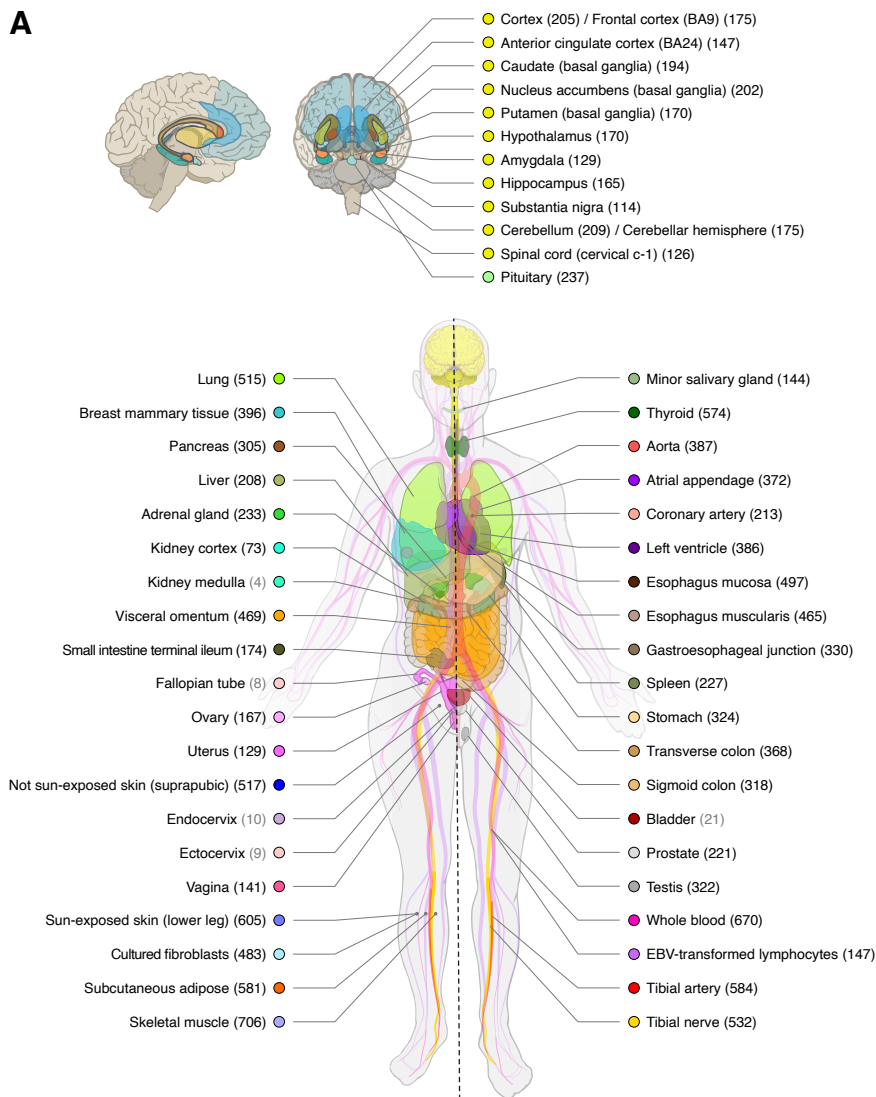 A
Cortex (205) / Frontal cortex (BA9) (175)
Anterior cingulate cortex (BA24) (147)
Caudate (basal ganglia) (194)
Nucleus accumbens (basal ganglia) (202)
Putamen (basal ganglia) (170)
Hypothalamus (170)
Amygdala (129)
Hippocampus (165)
Substantia nigra (114)
Cerebellum (209) / Cerebellar hemisphere (175)
Spinal cord (cervical c-1) (126)
Pituitary (237)
Lung (515)
Breast mammary tissue (396)
Pancreas (305)
Liver (208)
Adrenal gland (233)
Kidney cortex (73)
Kidney medulla (4)
Visceral omentum (469)
Small intestine terminal ileum (174)
Fallopian tube (8)
Ovary (167)
Uterus (129)
Not sun-exposed skin (suprapubic) (517)
Endocervix (10)
Ectocervix (9)
Vagina (141)
Sun-exposed skin (lower leg) (605)
Cultured fibroblasts (483)
Subcutaneous adipose (581)
Skeletal muscle (706)
Minor salivary gland (144)
Thyroid (574)
Aorta (387)
Atrial appendage (372)
Coronary artery (213)
Left ventricle (386)
Esophagus mucosa (497)
Esophagus muscularis (465)
Gastroesophageal junction (330)
Spleen (227)
Stomach (324)
Transverse colon (368)
Sigmoid colon (318)
Bladder (21)
Prostate (221)
Testis (322)
Whole blood (670)
EBV-transformed lymphocytes (147)
Tibial artery (584)
Tibial nerve (532)